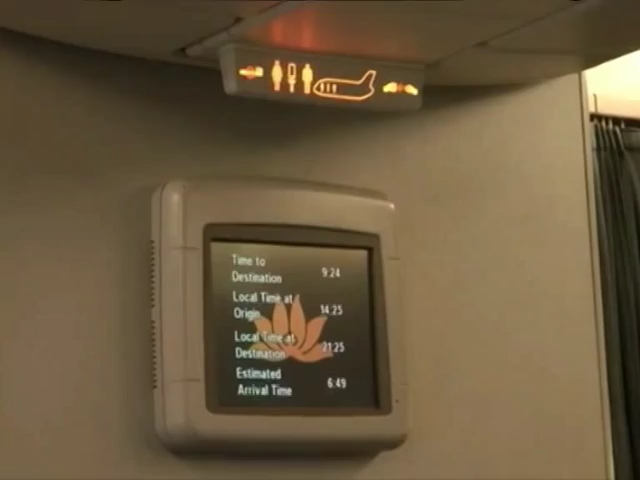 Time to
Destination 9:24
Local Time at
Origin 14:25
Local Time at
Destination 21:25
Estimated
Arrival Time 6:49